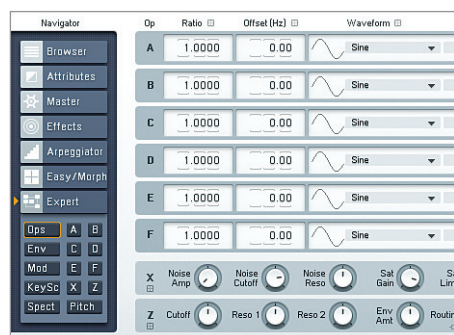 Navigator
Browser
Attributes
Master
Effects
Arpeggiator
Easy/Morph
Expert
Ops A B
Env C D
Mod E F
KeySc X Z
Spect Pitch
Op Ratio Offset (Hz) Waveform
A 1.0000 0.00 Sine
B 1.0000 0.00 Sine
C 1.0000 0.00 Sine
D 1.0000 0.00 Sine
E 1.0000 0.00 Sine
F 1.0000 0.00 Sine
X Noise Amp Noise Cutoff Noise Reso Sat Gain
Z Cutoff Reso 1 Reso 2 Env Amt